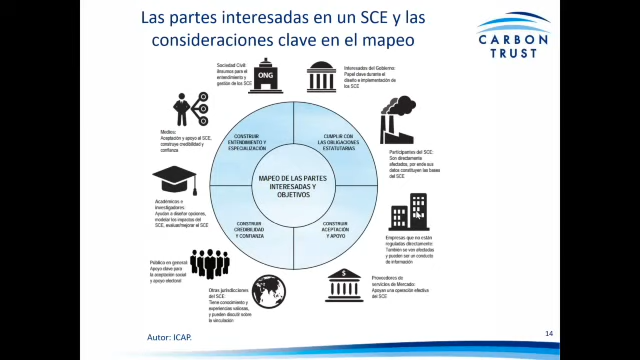 Las partes interesadas en un SCE y las
consideraciones clave en el mapeo
CARBON
TRUST
Sociedad Civil:
Insumos para el
entendimiento y
gestión de los SCE
ONG
Interesados del Gobierno:
Papel clave durante el
diseño e implementación de
los SCE
Medios:
Aceptación y apoyo al SCE,
construye credibilidad y
confianza
CONSTRUIR
ENTENDIMIENTO Y
ESPECIALIZACIÓN
CUMPLIR CON
LAS OBLIGACIONES
ESTATUTARIAS
Participantes del SCE:
Son directamente
afectados, por ende sus
datos constituyen las bases
del SCE
MAPEO DE LAS PARTES
INTERESADAS Y
OBJETIVOS
Académicos e
Investigadores:
Ayudan a diseñar opciones,
modelar los impactos del
SCE, evaluar/mejorar el SCE
CONSTRUIR
CREDIBILIDAD
Y CONFIANZA
CONSTRUIR
ACEPTACIÓN
Y APOYO
Empresas que no están
reguladas directamente:
También se ven afectadas
y pueden ser un conducto
de información
Público en general:
Apoyo clave para
la aceptación social
y apoyo electoral
Otras jurisdicciones
del SCE:
Tiene conocimiento y
experiencias valiosas,
y pueden discutir sobre
la vinculación
$
Proveedores de
servicios de Mercado:
Apoyan una operación efectiva
del SCE
Autor: ICAP.
14